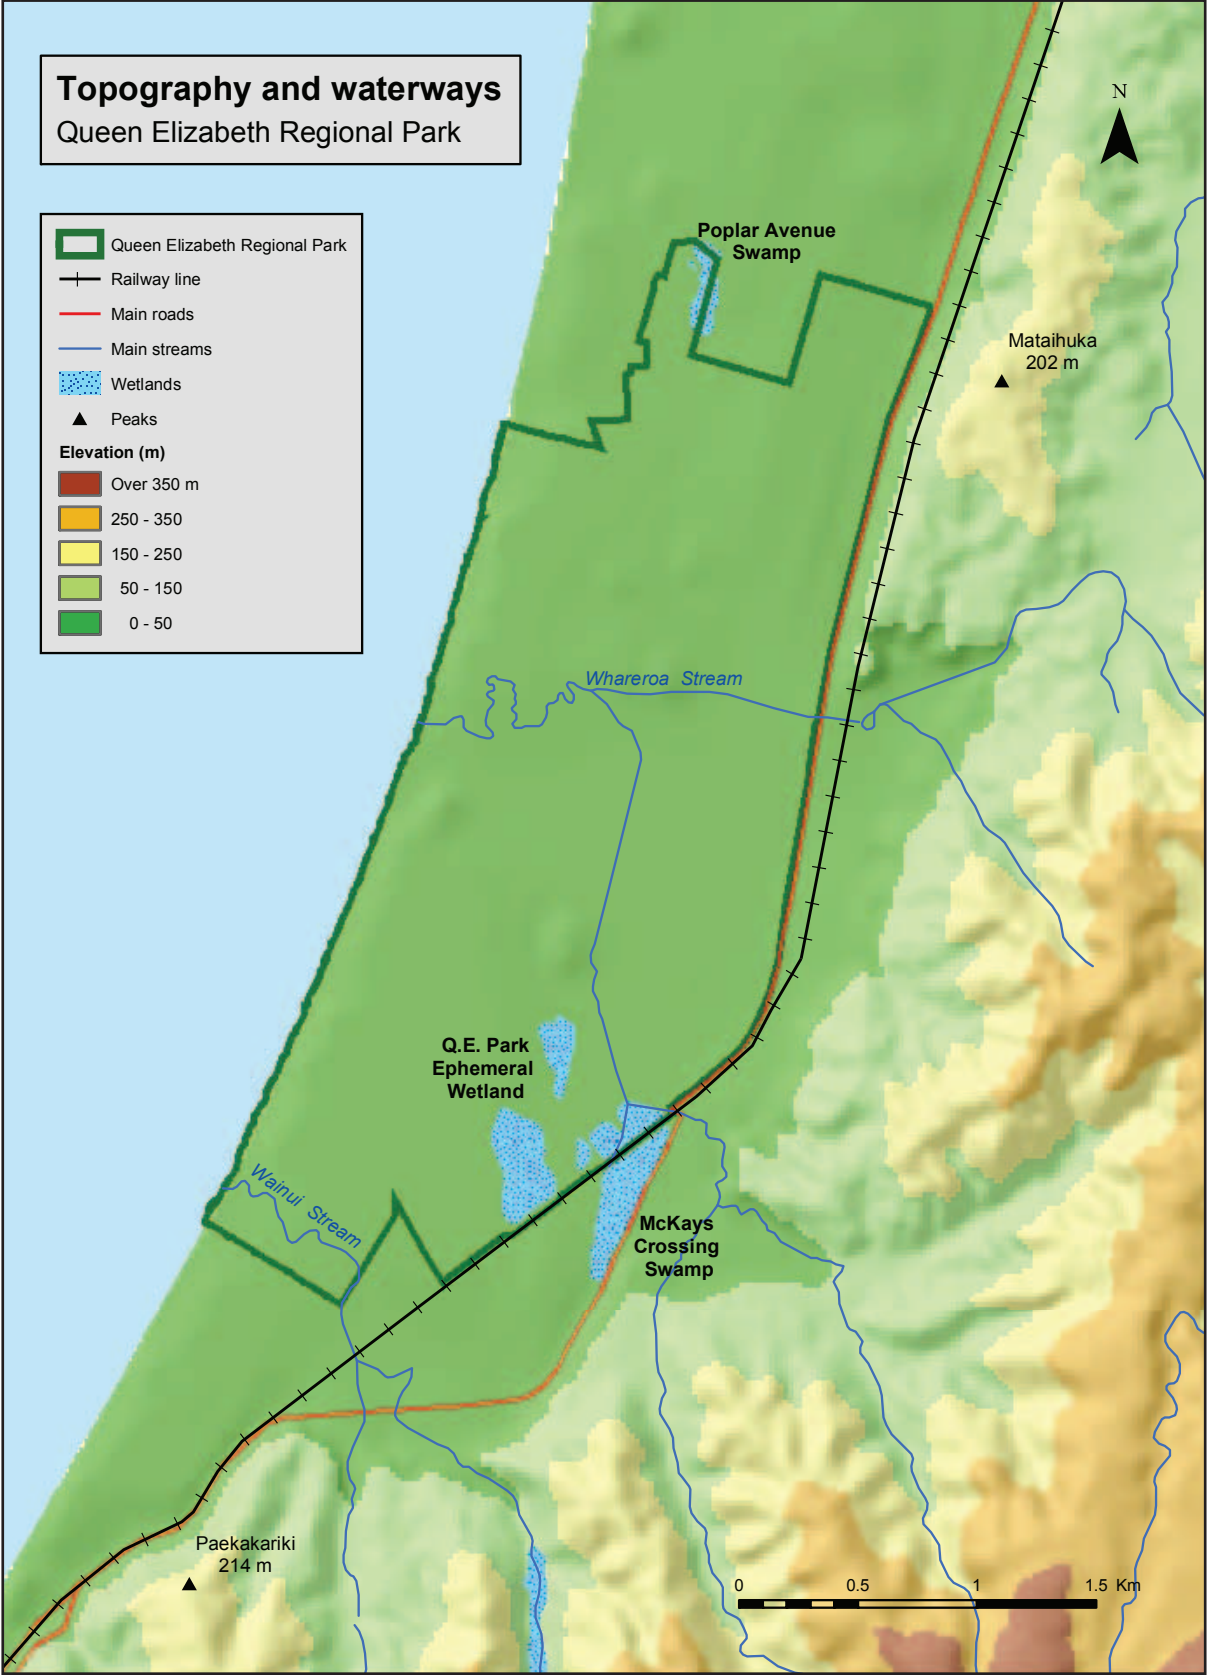 Topography and waterways
Queen Elizabeth Regional Park
N
Queen Elizabeth Regional Park
Railway line
Main roads
Main streams
Wetlands
Peaks
Elevation (m)
Over 350 m
250 - 350
150 - 250
50 - 150
0 - 50
Poplar Avenue
Swamp
Mataihuka
202 m
Whareroa Stream
Q.E. Park
Ephemeral
Wetland
Wainui Stream
McKays
Crossing
Swamp
Paekakariki
214 m
0 0.5 1 1.5 Km